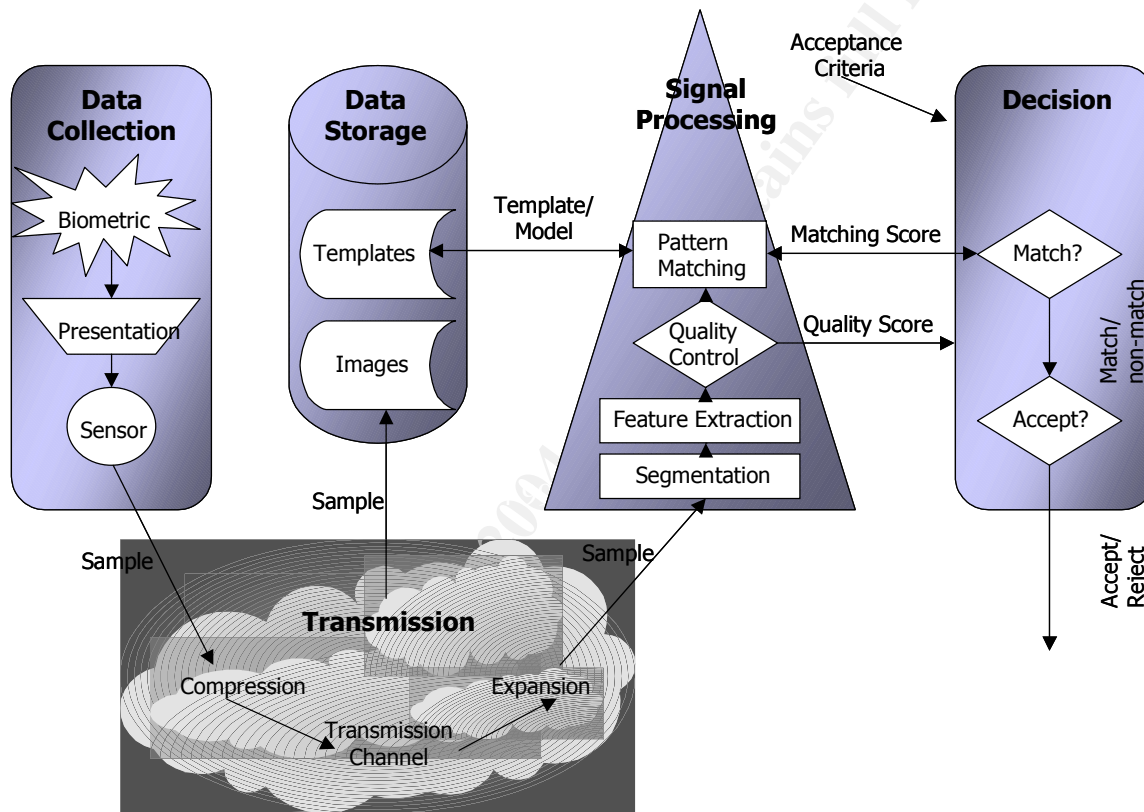 Data
Collection
Biometric
Presentation
Sensor
Sample
Data
Storage
Templates
Images
Sample
Template/
Model
Signal
Processing
Pattern
Matching
Quality
Control
Feature Extraction
Segmentation
Sample
Matching Score
Quality Score
Acceptance
Criteria
Decision
Match?
Match/
non-match
Accept?
Accept/
Reject
Transmission
Compression
Transmission
Channel
Expansion